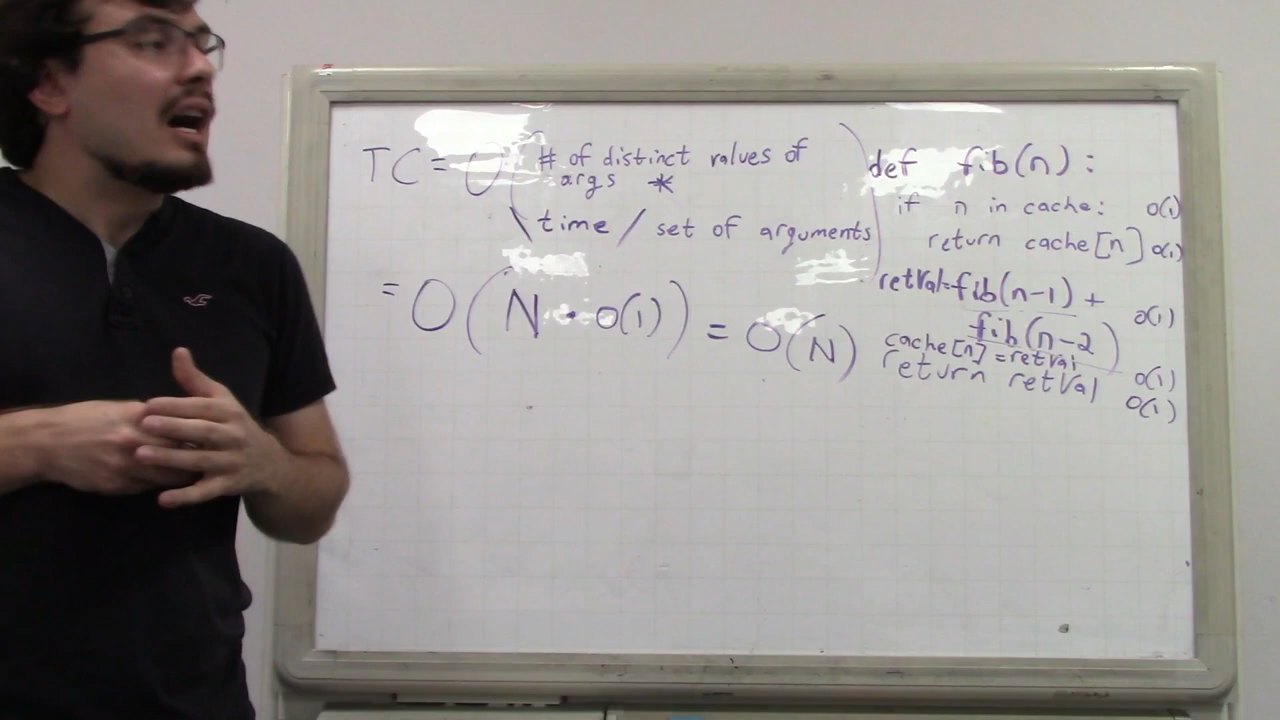 TC = O( # of distinct values of
args *
time / set of arguments )
= O( N · O(1) ) = O(N)
def fib(n):
if n in cache: O(1)
return cache[n] O(1)
retVal=fib(n-1) +
fib(n-2) O(1)
cache[n] = retVal O(1)
return retVal O(1)